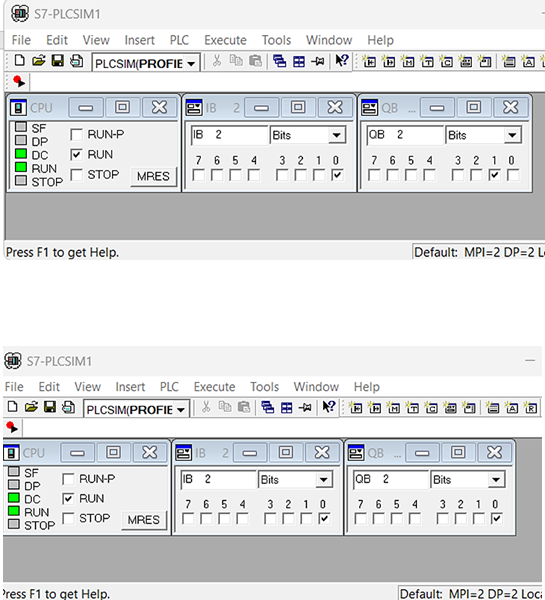 S7-PLCSIM1
File Edit View Insert PLC Execute Tools Window Help
PLCSIM(PROFIE
CPU
SF
DP
DC
RUN
STOP
RUN-P
RUN
STOP
MRES
IB 2
IB 2 Bits
7 6 5 4 3 2 1 0
QB ...
QB 2 Bits
7 6 5 4 3 2 1 0
Press F1 to get Help.
Default: MPI=2 DP=2 Lo
S7-PLCSIM1
File Edit View Insert PLC Execute Tools Window Help
PLCSIM(PROFIE
CPU
SF
DP
DC
RUN
STOP
RUN-P
RUN
STOP
MRES
IB 2
IB 2 Bits
7 6 5 4 3 2 1 0
QB ...
QB 2 Bits
7 6 5 4 3 2 1 0
Press F1 to get Help.
Default: MPI=2 DP=2 Loca